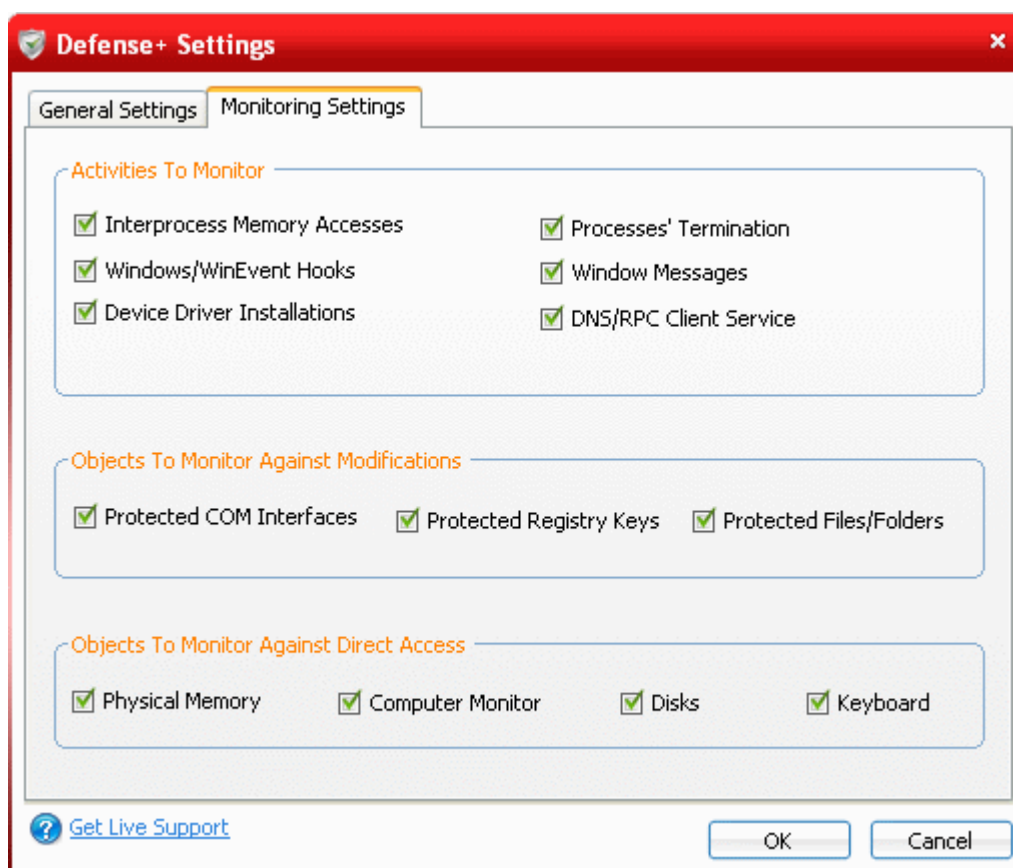 Defense+ Settings
General Settings
Monitoring Settings
Activities To Monitor
Interprocess Memory Accesses
Processes' Termination
Windows/WinEvent Hooks
Window Messages
Device Driver Installations
DNS/RPC Client Service
Objects To Monitor Against Modifications
Protected COM Interfaces
Protected Registry Keys
Protected Files/Folders
Objects To Monitor Against Direct Access
Physical Memory
Computer Monitor
Disks
Keyboard
Get Live Support
OK
Cancel